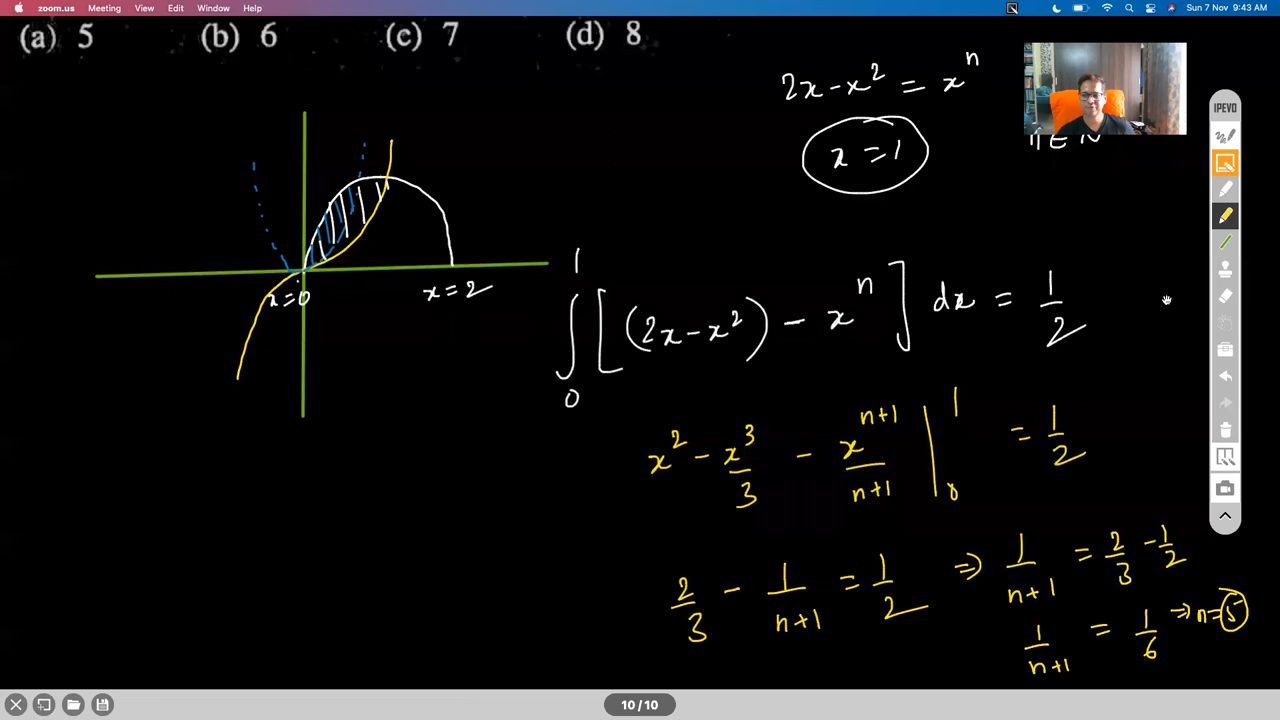 zoom.us Meeting View Edit Window Help Sun 7 Nov 9:43 AM
(a) 5 (b) 6 (c) 7 (d) 8
2x-x² = xⁿ
x = 1
IPEVO
x=0
x=2
∫₀¹ [(2x-x²) - xⁿ] dx = 1/2
x² - x³/3 - xⁿ⁺¹/n+1 |₀¹ = 1/2
2/3 - 1/n+1 = 1/2 ⇒ 1/n+1 = 2/3 - 1/2
1/n+1 = 1/6 ⇒ n=5
10 / 10